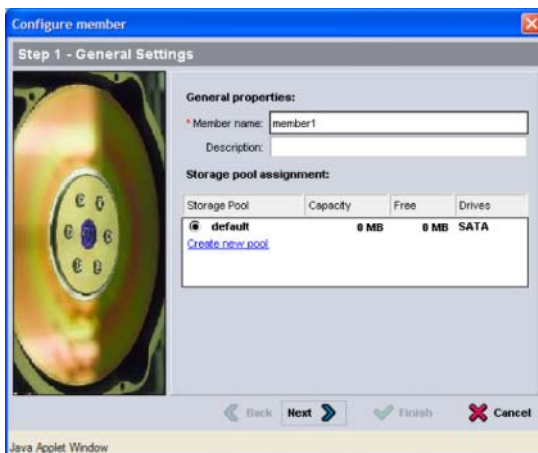 Configure member
Step 1 - General Settings
General properties:
* Member name: member1
Description:
Storage pool assignment:
Storage Pool Capacity Free Drives
default 0 MB 0 MB SATA
Create new pool
Back Next Finish Cancel
Java Applet Window